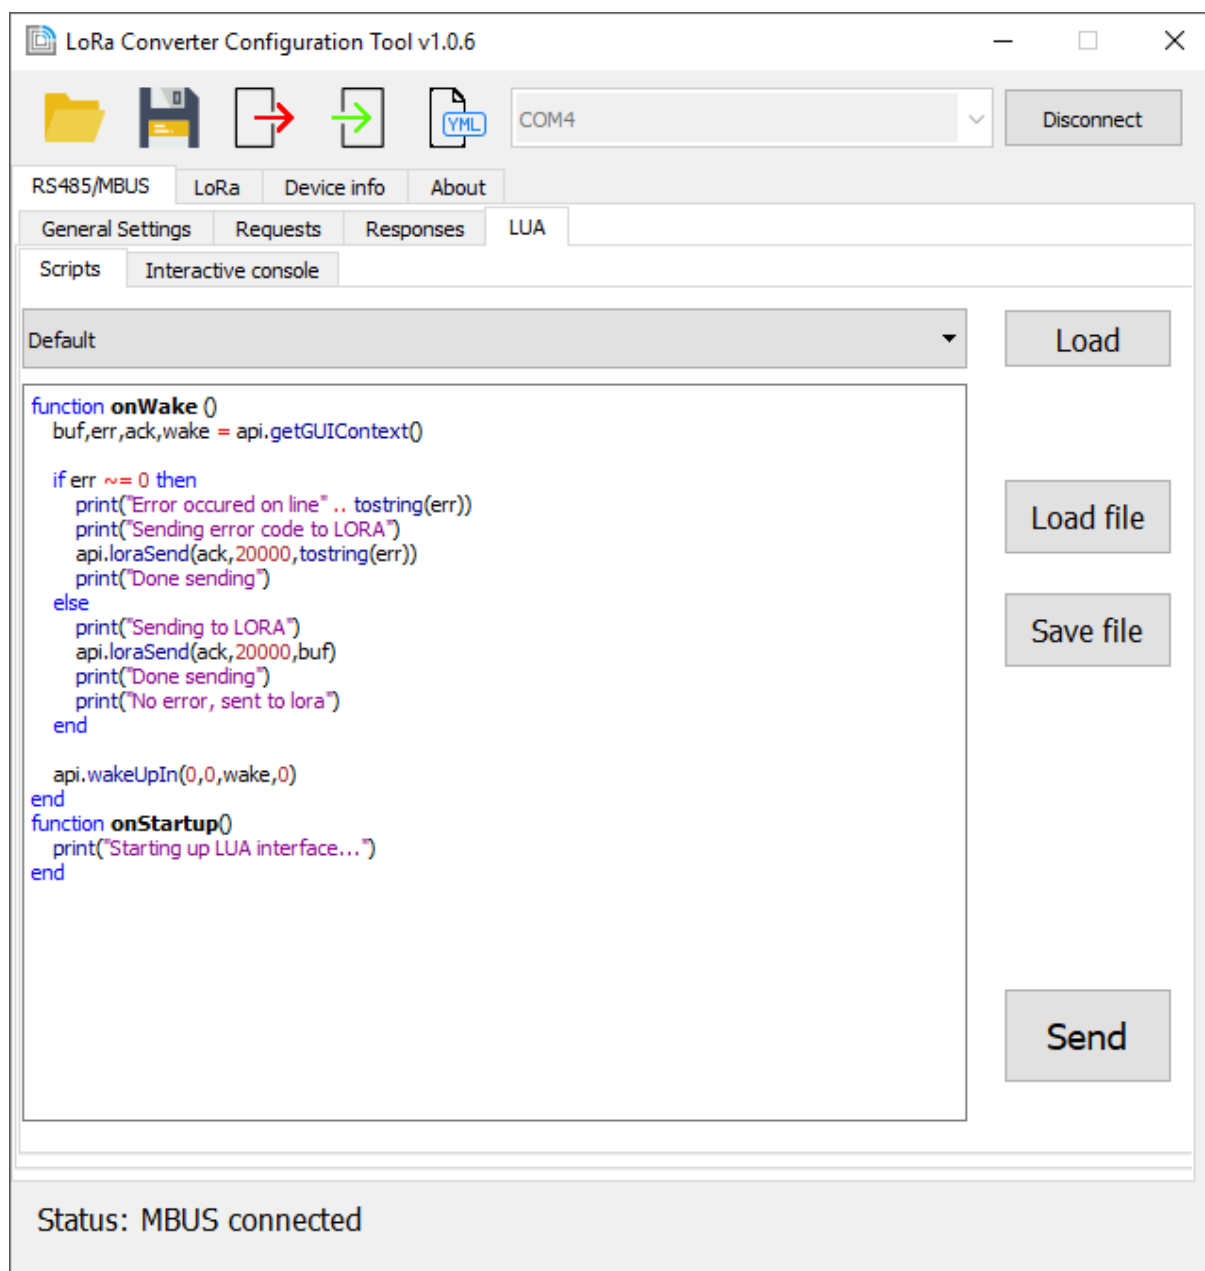 LoRa Converter Configuration Tool v1.0.6
YML
COM4
Disconnect
RS485/MBUS LoRa Device info About
General Settings Requests Responses LUA
Scripts Interactive console
Default
Load
function onWake ()
buf,err,ack,wake = api.getGUIContext()
if err ~= 0 then
print("Error occured on line" .. tostring(err))
print("Sending error code to LORA")
api.loraSend(ack,20000,tostring(err))
print("Done sending")
else
print("Sending to LORA")
api.loraSend(ack,20000,buf)
print("Done sending")
print("No error, sent to lora")
end
api.wakeUpIn(0,0,wake,0)
end
function onStartup()
print("Starting up LUA interface...")
end
Load file
Save file
Send
Status: MBUS connected